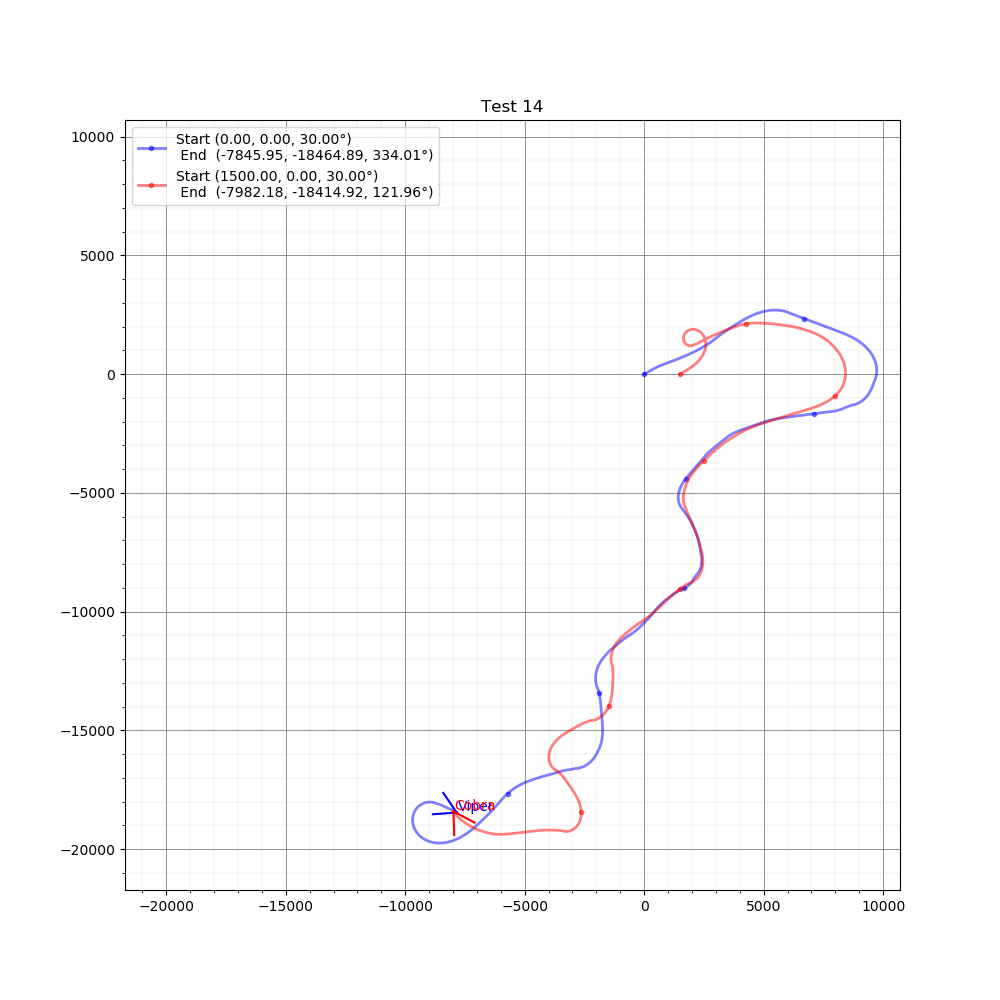 Test 14
Start (0.00, 0.00, 30.00°)
End (-7845.95, -18464.89, 334.01°)
Start (1500.00, 0.00, 30.00°)
End (-7982.18, -18414.92, 121.96°)
10000
5000
0
−5000
−10000
−15000
−20000
Cobra
Viper
−20000 −15000 −10000 −5000 0 5000 10000